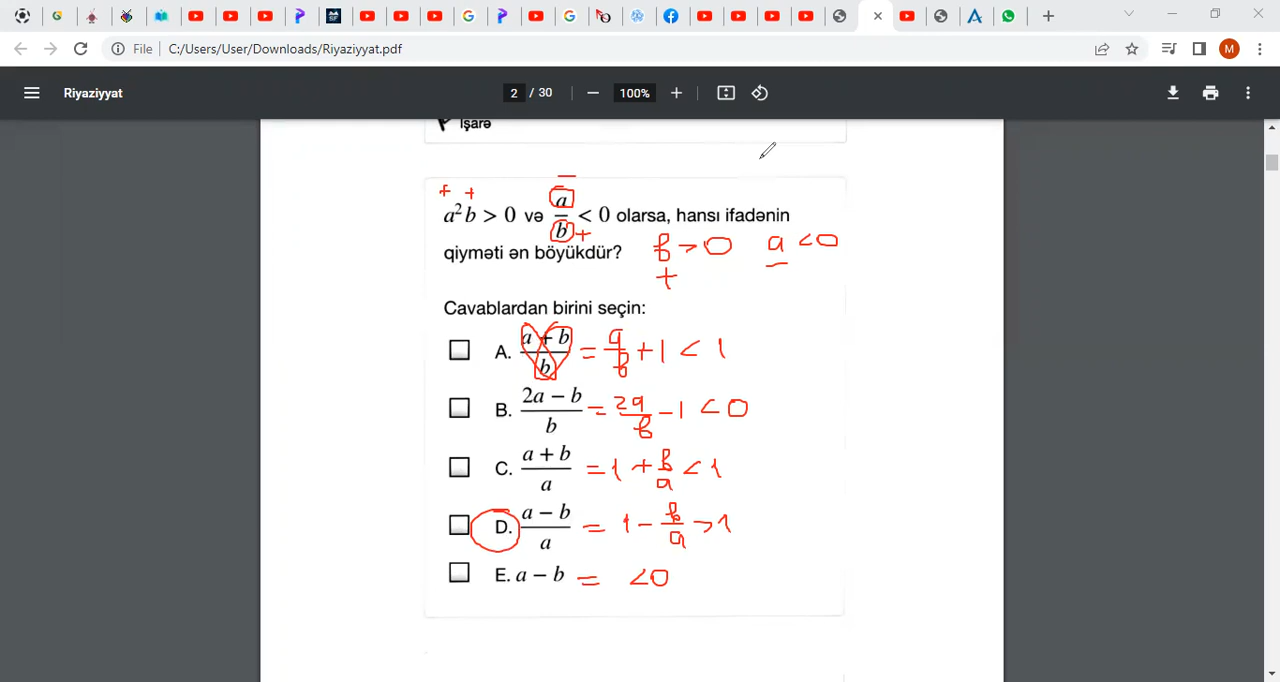 File C:/Users/User/Downloads/Riyaziyyat.pdf M
Riyaziyyat 2 / 30 100%
İşarə
+ + −
a²b > 0 və a/b < 0 olarsa, hansı ifadənin
+
qiyməti ən böyükdür? b > 0 a < 0
+ −
Cavablardan birini seçin:
A. (a + b)/b = a/b + 1 < 1
B. (2a − b)/b = 2a/b − 1 < 0
C. (a + b)/a = 1 + b/a < 1
D. (a − b)/a = 1 − b/a > 1
E. a − b = < 0